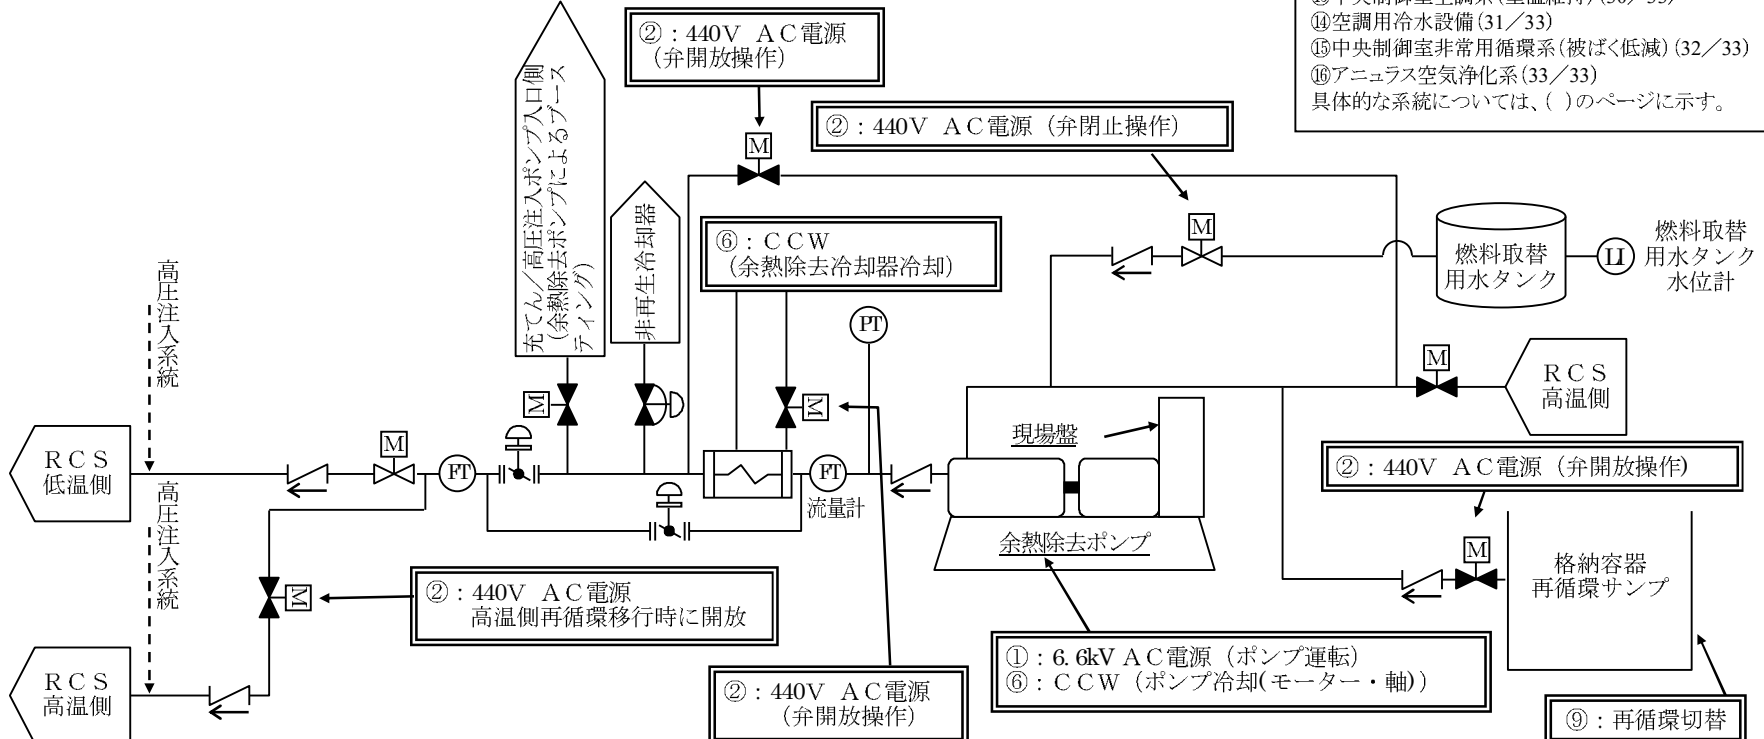 ②：440V ＡＣ電源
（弁開放操作）
⑭空調用冷水設備(31／33)
⑮中央制御室非常用循環系(被ばく低減)(32／33)
⑯アニュラス空気浄化系(33／33)
具体的な系統については、( )のページに示す。
②：440V ＡＣ電源（弁閉止操作）
充てん／高圧注入ポンプ入口側
(余熱除去ポンプによるブース
ティング)
非再生冷却器
⑥：ＣＣＷ
（余熱除去冷却器冷却）
M
M
燃料取替
用水タンク
LI
燃料取替
用水タンク
水位計
高圧注入系統
PT
M
M
M
ＲＣＳ
高温側
現場盤
ＲＣＳ
低温側
M
FT
FT
流量計
②：440V ＡＣ電源（弁開放操作）
高圧注入系統
余熱除去ポンプ
M
格納容器
再循環サンプ
M
②：440V ＡＣ電源
高温側再循環移行時に開放
ＲＣＳ
高温側
②：440V ＡＣ電源
（弁開放操作）
①：6.6kV ＡＣ電源（ポンプ運転）
⑥：ＣＣＷ（ポンプ冷却(モーター・軸)）
⑨：再循環切替